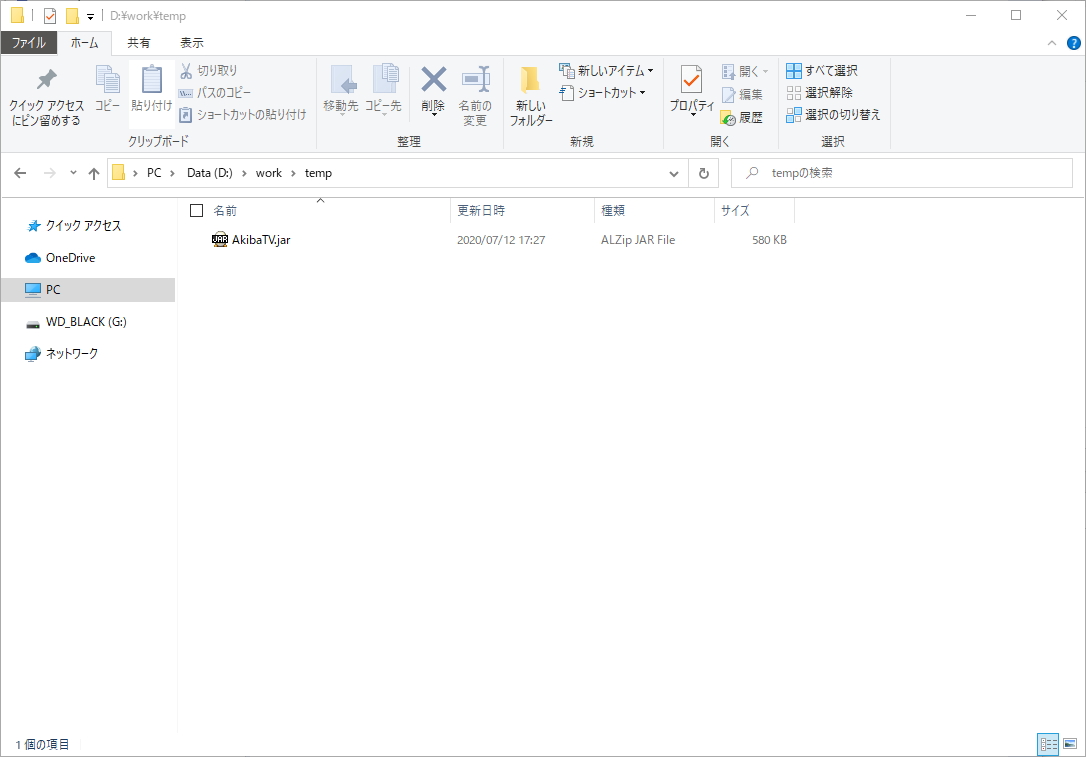 D:¥work¥temp
ファイル ホーム 共有 表示
クイック アクセス
にピン留めする
コピー
貼り付け
切り取り
パスのコピー
ショートカットの貼り付け
クリップボード
移動先
コピー先
削除
名前の
変更
整理
新しい
フォルダー
新しいアイテム
ショートカット
新規
プロパティ
開く
編集
履歴
開く
すべて選択
選択解除
選択の切り替え
選択
PC > Data (D:) > work > temp
tempの検索
クイック アクセス
OneDrive
PC
WD_BLACK (G:)
ネットワーク
名前 更新日時 種類 サイズ
AkibaTV.jar 2020/07/12 17:27 ALZip JAR File 580 KB
1 個の項目